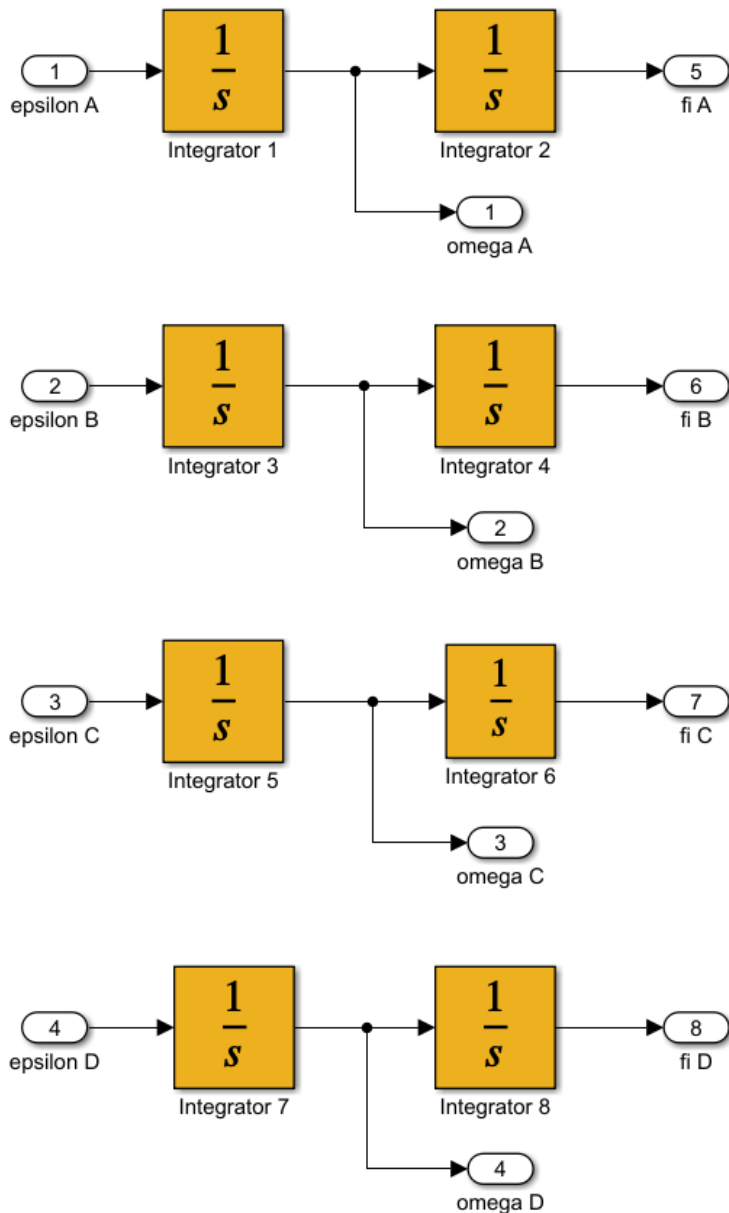 1
epsilon A
1
s
Integrator 1
1
s
Integrator 2
5
fi A
1
omega A
2
epsilon B
1
s
Integrator 3
1
s
Integrator 4
6
fi B
2
omega B
3
epsilon C
1
s
Integrator 5
1
s
Integrator 6
7
fi C
3
omega C
4
epsilon D
1
s
Integrator 7
1
s
Integrator 8
8
fi D
4
omega D